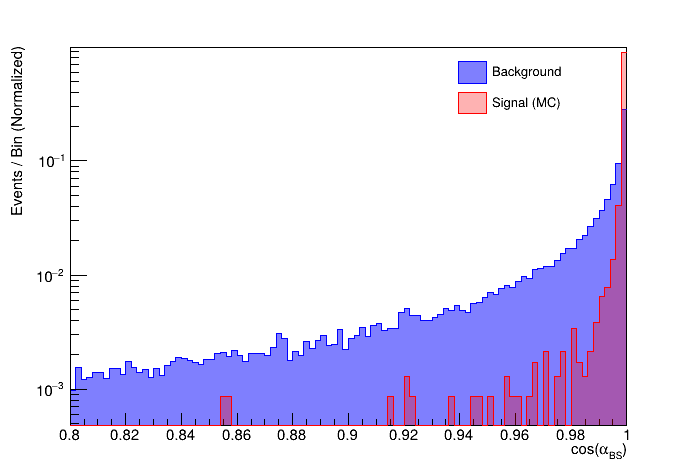 Events / Bin (Normalized)
Background
Signal (MC)
10⁻¹
10⁻²
10⁻³
0.8 0.82 0.84 0.86 0.88 0.9 0.92 0.94 0.96 0.98 1
cos(α_BS)